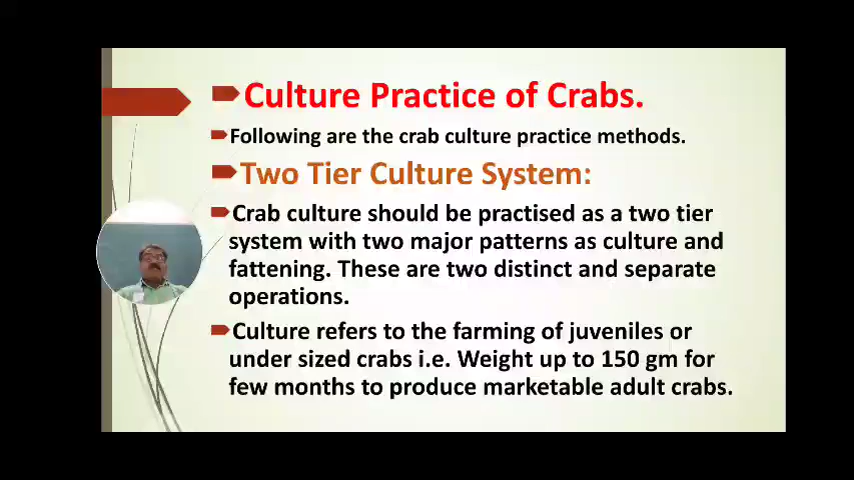 Culture Practice of Crabs.
Following are the crab culture practice methods.
Two Tier Culture System:
Crab culture should be practised as a two tier
system with two major patterns as culture and
fattening. These are two distinct and separate
operations.
Culture refers to the farming of juveniles or
under sized crabs i.e. Weight up to 150 gm for
few months to produce marketable adult crabs.